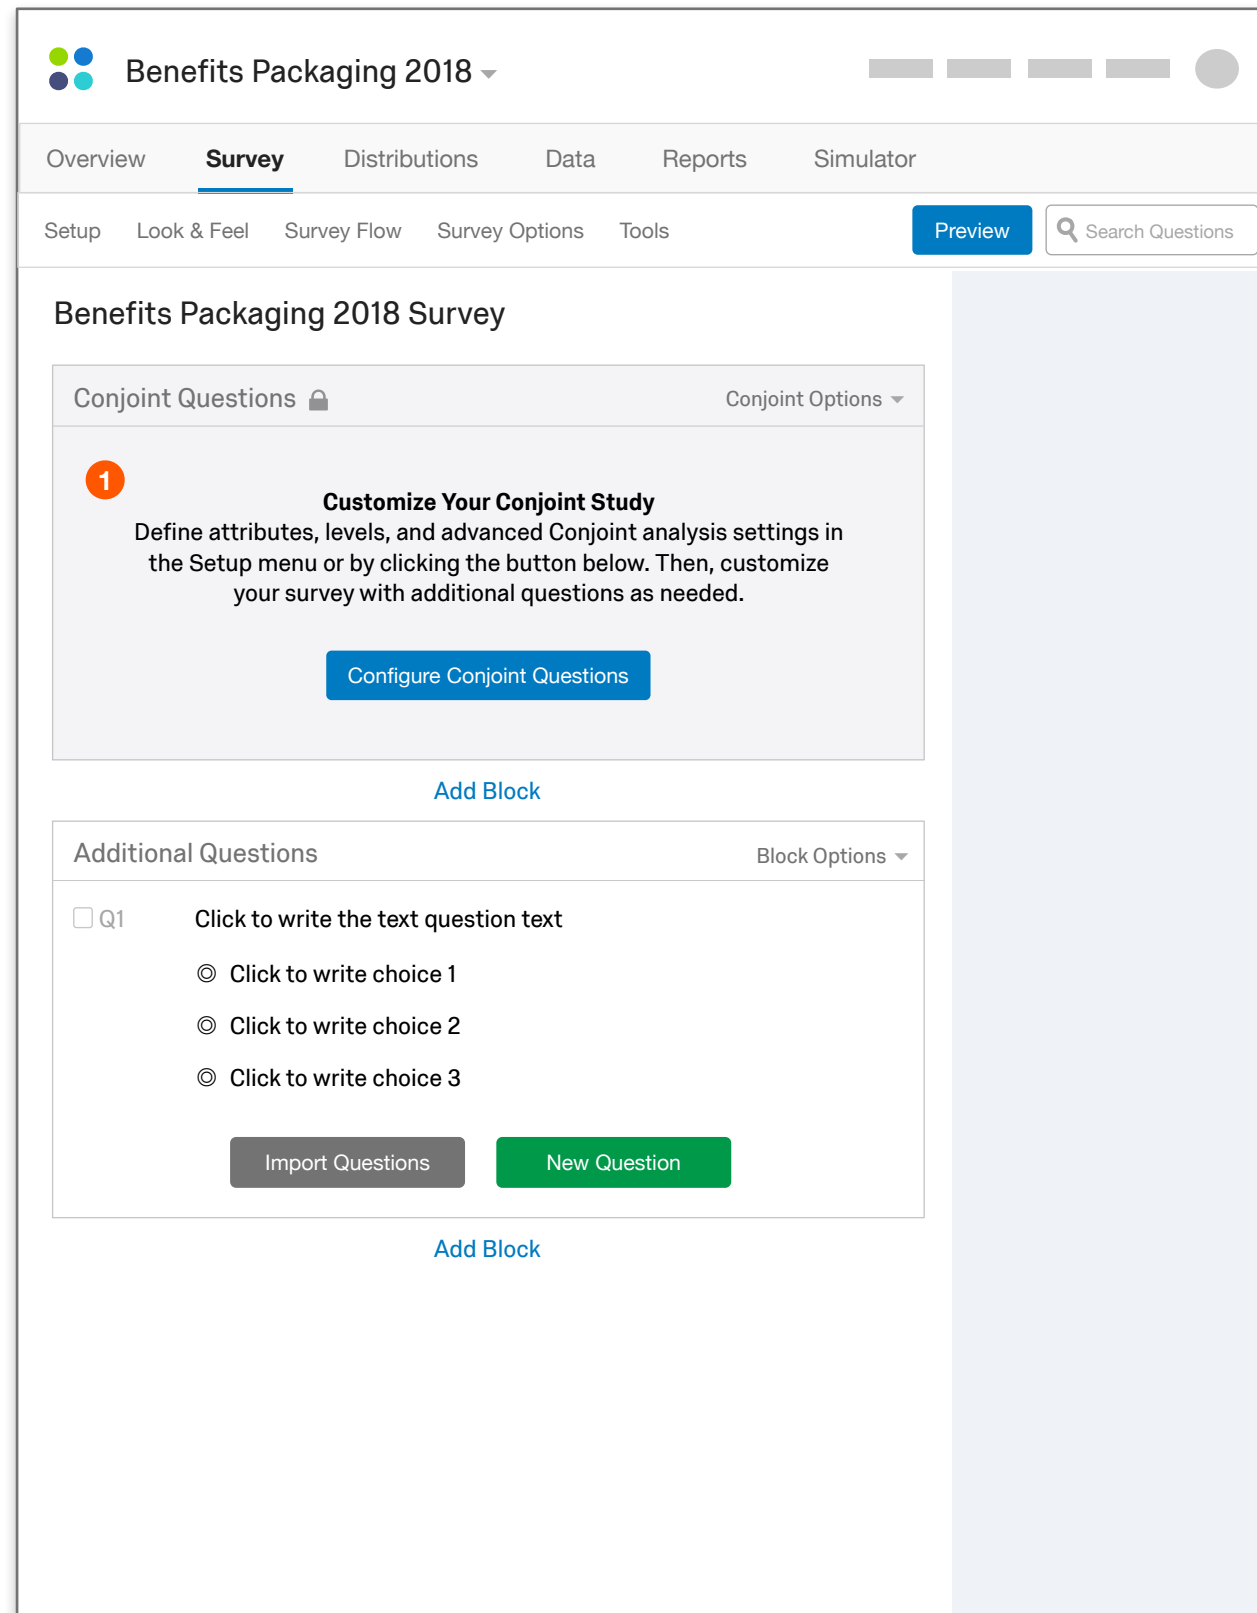 Benefits Packaging 2018
Overview Survey Distributions Data Reports Simulator
Setup Look & Feel Survey Flow Survey Options Tools Preview Search Questions
Benefits Packaging 2018 Survey
Conjoint Questions Conjoint Options
1
Customize Your Conjoint Study
Define attributes, levels, and advanced Conjoint analysis settings in
the Setup menu or by clicking the button below. Then, customize
your survey with additional questions as needed.
Configure Conjoint Questions
Add Block
Additional Questions Block Options
Q1 Click to write the text question text
Click to write choice 1
Click to write choice 2
Click to write choice 3
Import Questions New Question
Add Block